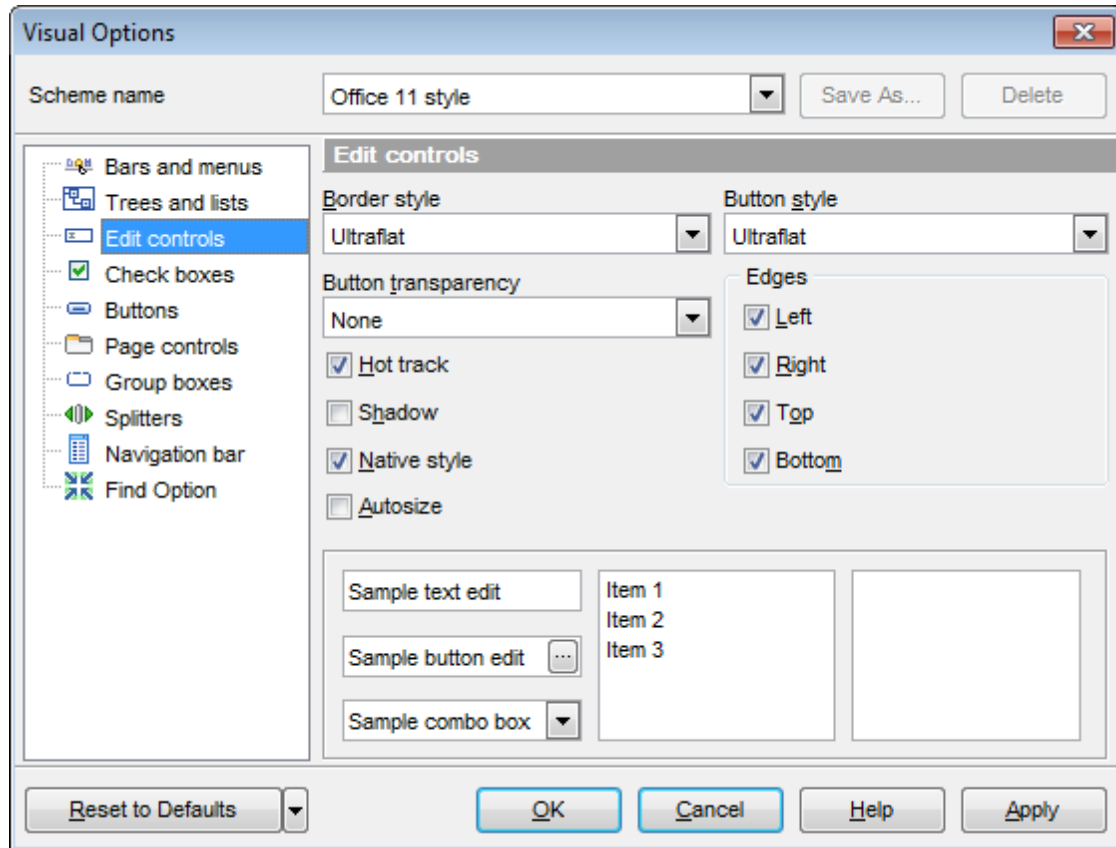 Visual Options
Scheme name
Office 11 style
Save As...
Delete
Bars and menus
Trees and lists
Edit controls
Check boxes
Buttons
Page controls
Group boxes
Splitters
Navigation bar
Find Option
Edit controls
Border style
Button style
Ultraflat
Ultraflat
Button transparency
None
Edges
Left
Right
Top
Bottom
Hot track
Shadow
Native style
Autosize
Sample text edit
Sample button edit
...
Sample combo box
Item 1
Item 2
Item 3
Reset to Defaults
OK
Cancel
Help
Apply